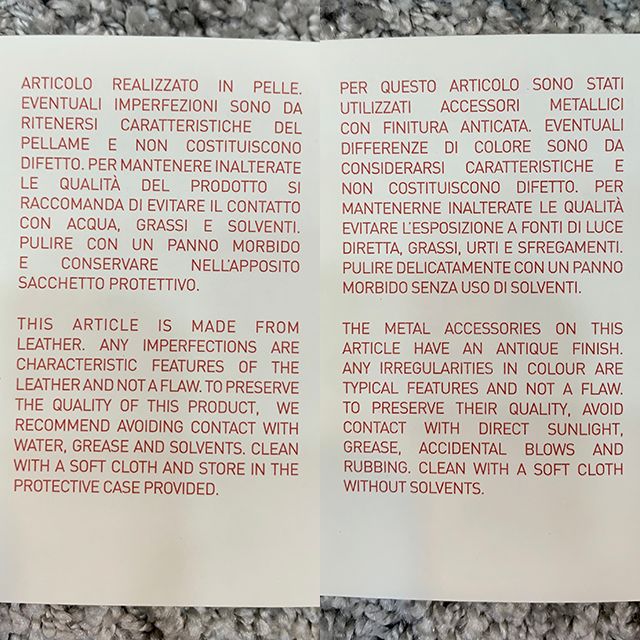 ARTICOLO REALIZZATO IN PELLE.
EVENTUALI IMPERFEZIONI SONO DA
RITENERSI CARATTERISTICHE DEL
PELLAME E NON COSTITUISCONO
DIFETTO. PER MANTENERE INALTERATE
LE QUALITÀ DEL PRODOTTO SI
RACCOMANDA DI EVITARE IL CONTATTO
CON ACQUA, GRASSI E SOLVENTI.
PULIRE CON UN PANNO MORBIDO
E CONSERVARE NELL'APPOSITO
SACCHETTO PROTETTIVO.
THIS ARTICLE IS MADE FROM
LEATHER. ANY IMPERFECTIONS ARE
CHARACTERISTIC FEATURES OF THE
LEATHER AND NOT A FLAW. TO PRESERVE
THE QUALITY OF THIS PRODUCT, WE
RECOMMEND AVOIDING CONTACT WITH
WATER, GREASE AND SOLVENTS. CLEAN
WITH A SOFT CLOTH AND STORE IN THE
PROTECTIVE CASE PROVIDED.
PER QUESTO ARTICOLO SONO STATI
UTILIZZATI ACCESSORI METALLICI
CON FINITURA ANTICATA. EVENTUALI
DIFFERENZE DI COLORE SONO DA
CONSIDERARSI CARATTERISTICHE E
NON COSTITUISCONO DIFETTO. PER
MANTENERNE INALTERATE LE QUALITÀ
EVITARE L'ESPOSIZIONE A FONTI DI LUCE
DIRETTA, GRASSI, URTI E SFREGAMENTI.
PULIRE DELICATAMENTE CON UN PANNO
MORBIDO SENZA USO DI SOLVENTI.
THE METAL ACCESSORIES ON THIS
ARTICLE HAVE AN ANTIQUE FINISH.
ANY IRREGULARITIES IN COLOUR ARE
TYPICAL FEATURES AND NOT A FLAW.
TO PRESERVE THEIR QUALITY, AVOID
CONTACT WITH DIRECT SUNLIGHT,
GREASE, ACCIDENTAL BLOWS AND
RUBBING. CLEAN WITH A SOFT CLOTH
WITHOUT SOLVENTS.